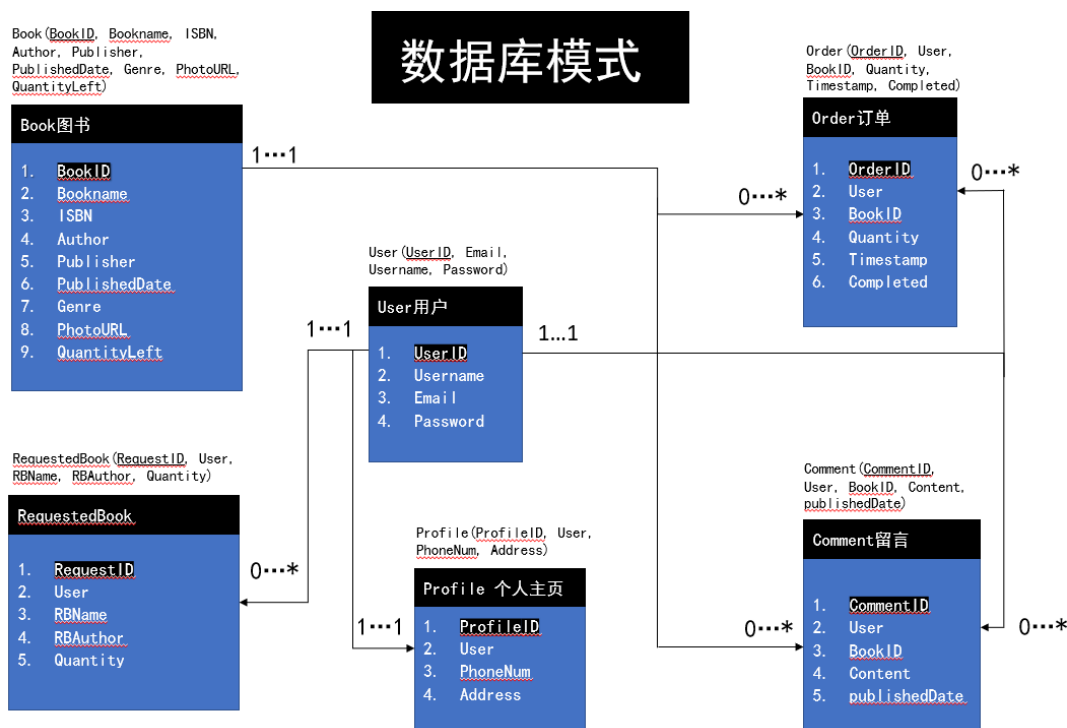 数据库模式
Book(BookID, Bookname, ISBN,
Author, Publisher,
PublishedDate, Genre, PhotoURL,
QuantityLeft)
Book图书
1. BookID
2. Bookname
3. ISBN
4. Author
5. Publisher
6. PublishedDate
7. Genre
8. PhotoURL
9. QuantityLeft
1…1
Order(OrderID, User,
BookID, Quantity,
Timestamp, Completed)
Order订单
1. OrderID
2. User
3. BookID
4. Quantity
5. Timestamp
6. Completed
0…*
0…*
User(UserID, Email,
Username, Password)
User用户
1. UserID
2. Username
3. Email
4. Password
1…1
1...1
RequestedBook(RequestID, User,
RBName, RBAuthor, Quantity)
RequestedBook
1. RequestID
2. User
3. RBName
4. RBAuthor
5. Quantity
0…*
Profile(ProfileID, User,
PhoneNum, Address)
Profile 个人主页
1. ProfileID
2. User
3. PhoneNum
4. Address
1…1
Comment(CommentID,
User, BookID, Content,
publishedDate)
Comment留言
1. CommentID
2. User
3. BookID
4. Content
5. publishedDate
0…*
0…*